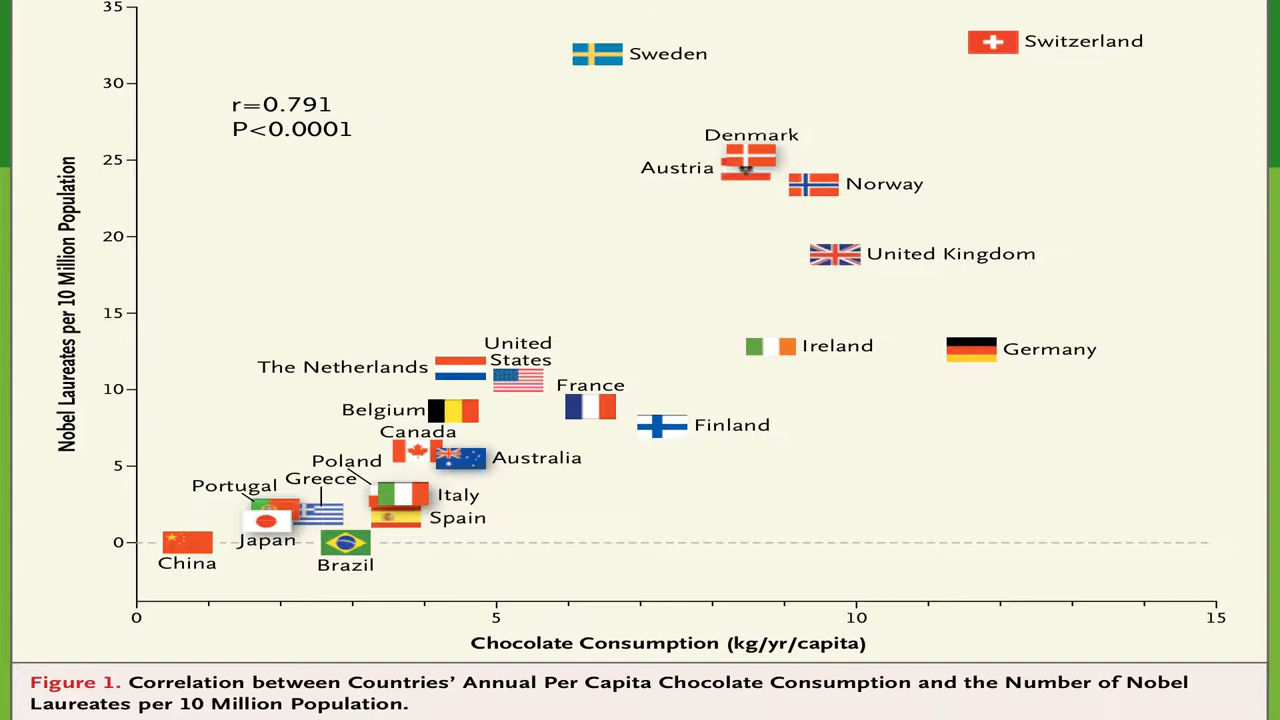 35
Switzerland
Sweden
30
r=0.791
P<0.0001
Denmark
25
Austria
Norway
Nobel Laureates per 10 Million Population
20
United Kingdom
15
United
States
Ireland
Germany
The Netherlands
10
France
Belgium
Finland
Canada
5
Australia
Poland
Greece
Portugal
Italy
Spain
0
Japan
China
Brazil
0
5
10
15
Chocolate Consumption (kg/yr/capita)
Figure 1. Correlation between Countries’ Annual Per Capita Chocolate Consumption and the Number of Nobel
Laureates per 10 Million Population.